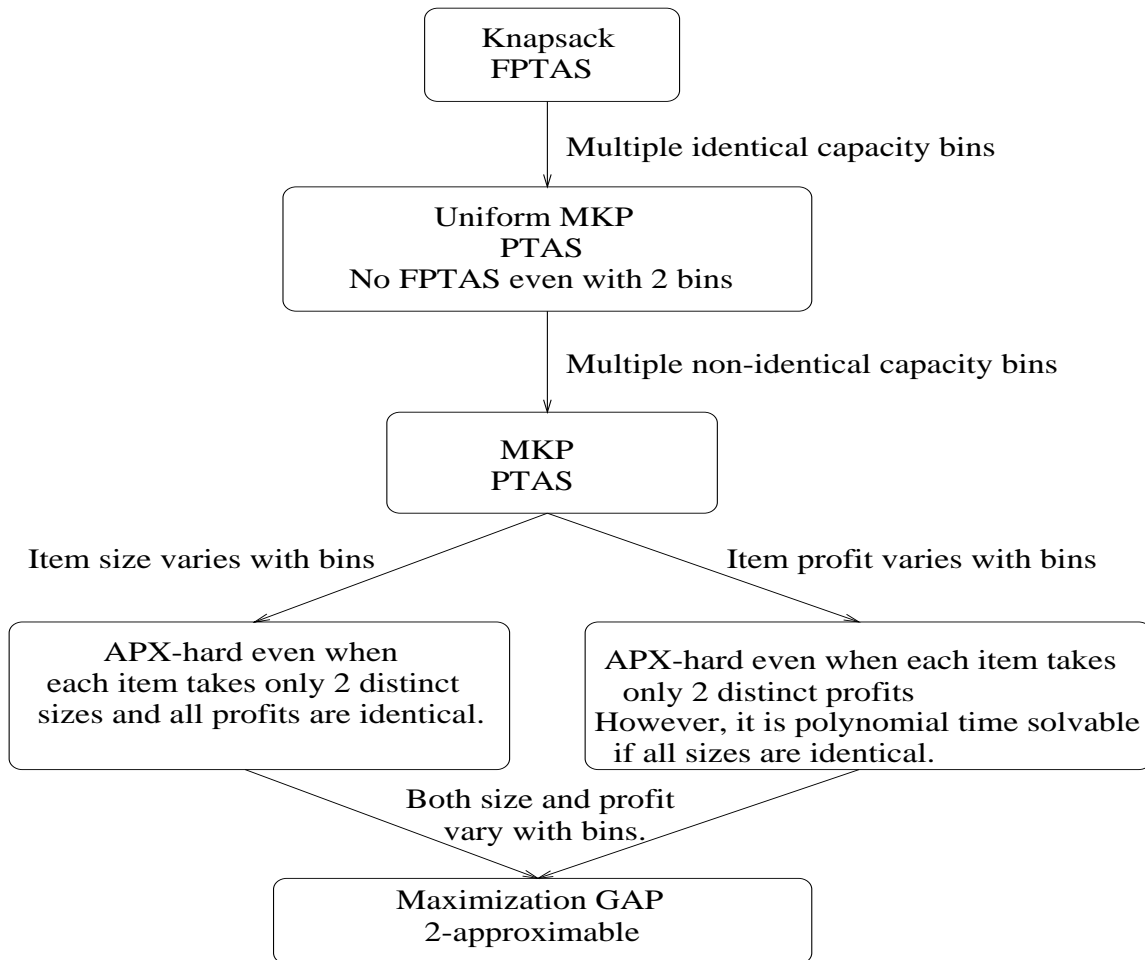 Knapsack
FPTAS
Multiple identical capacity bins
Uniform MKP
PTAS
No FPTAS even with 2 bins
Multiple non-identical capacity bins
MKP
PTAS
Item size varies with bins
Item profit varies with bins
APX-hard even when
each item takes only 2 distinct
sizes and all profits are identical.
APX-hard even when each item takes
only 2 distinct profits
However, it is polynomial time solvable
if all sizes are identical.
Both size and profit
vary with bins.
Maximization GAP
2-approximable